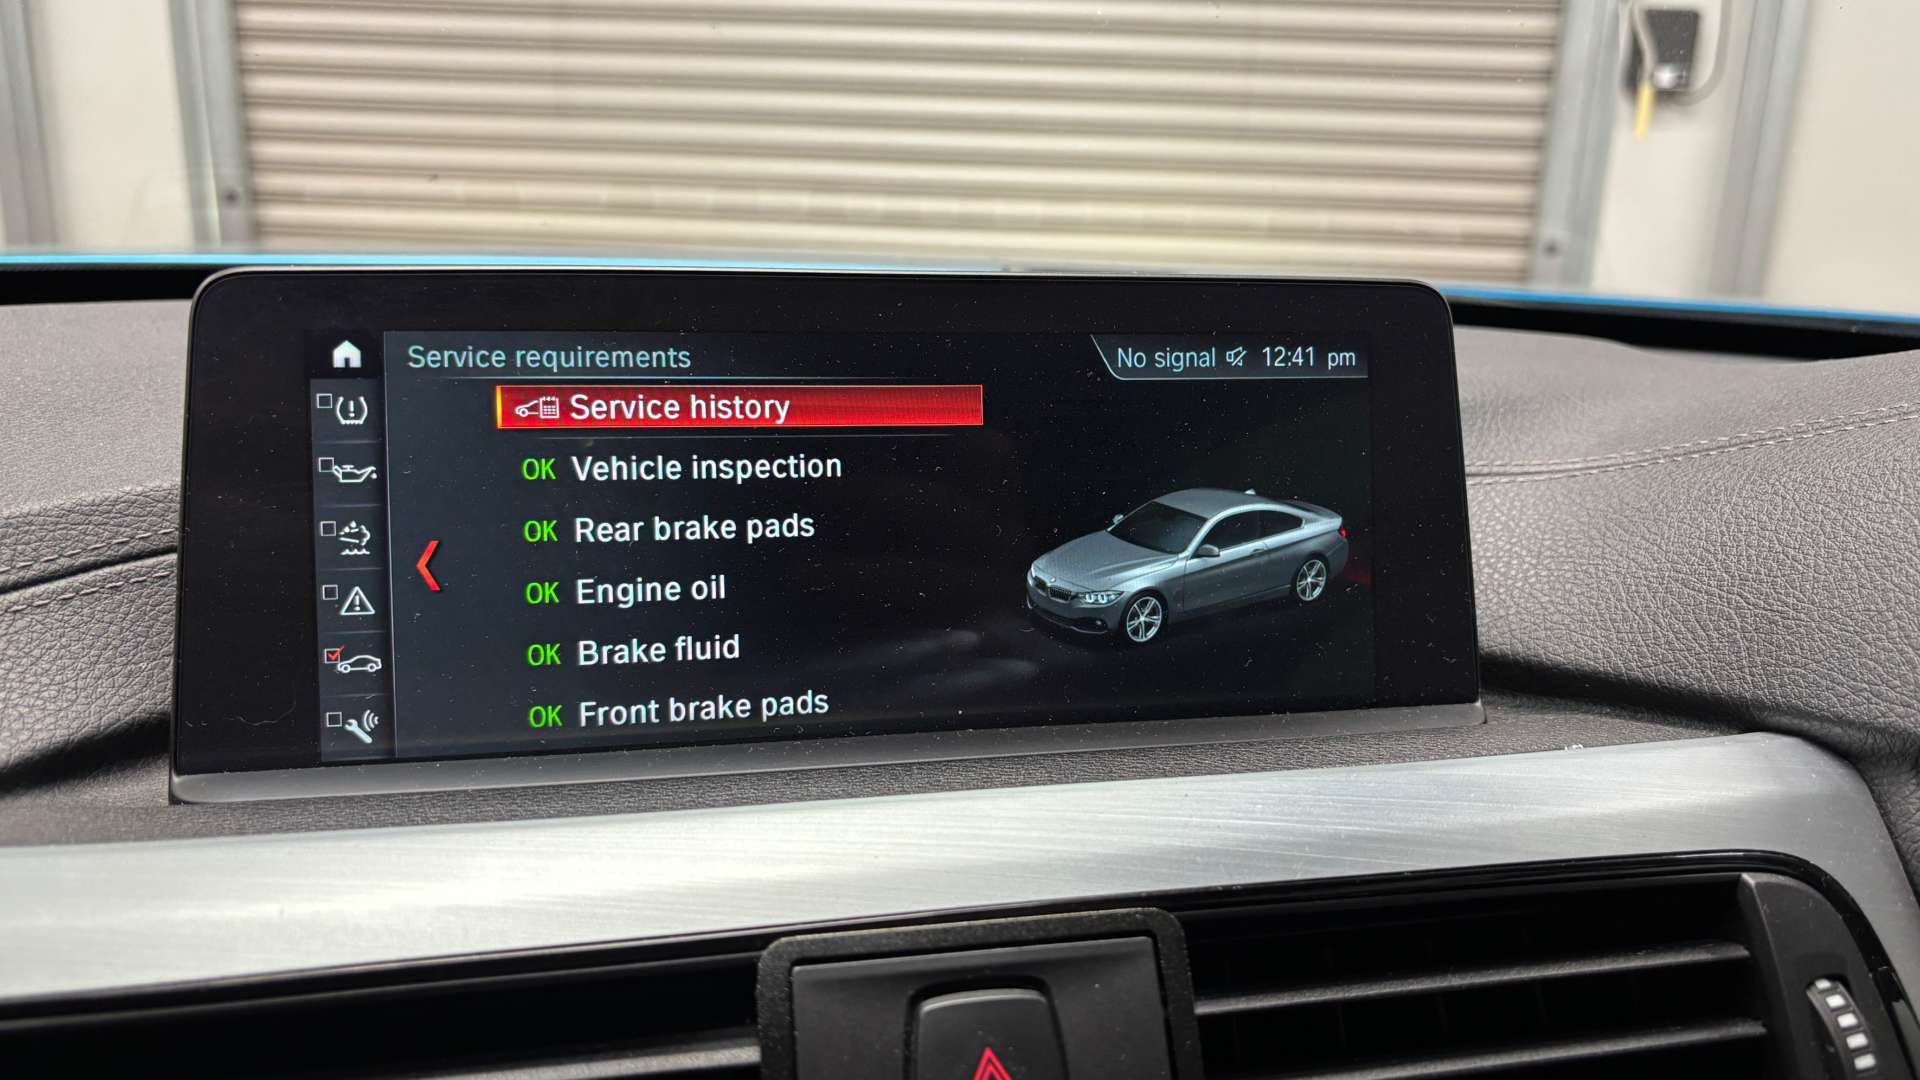 Service requirements
No signal 12:41 pm
Service history
OK Vehicle inspection
OK Rear brake pads
OK Engine oil
OK Brake fluid
OK Front brake pads